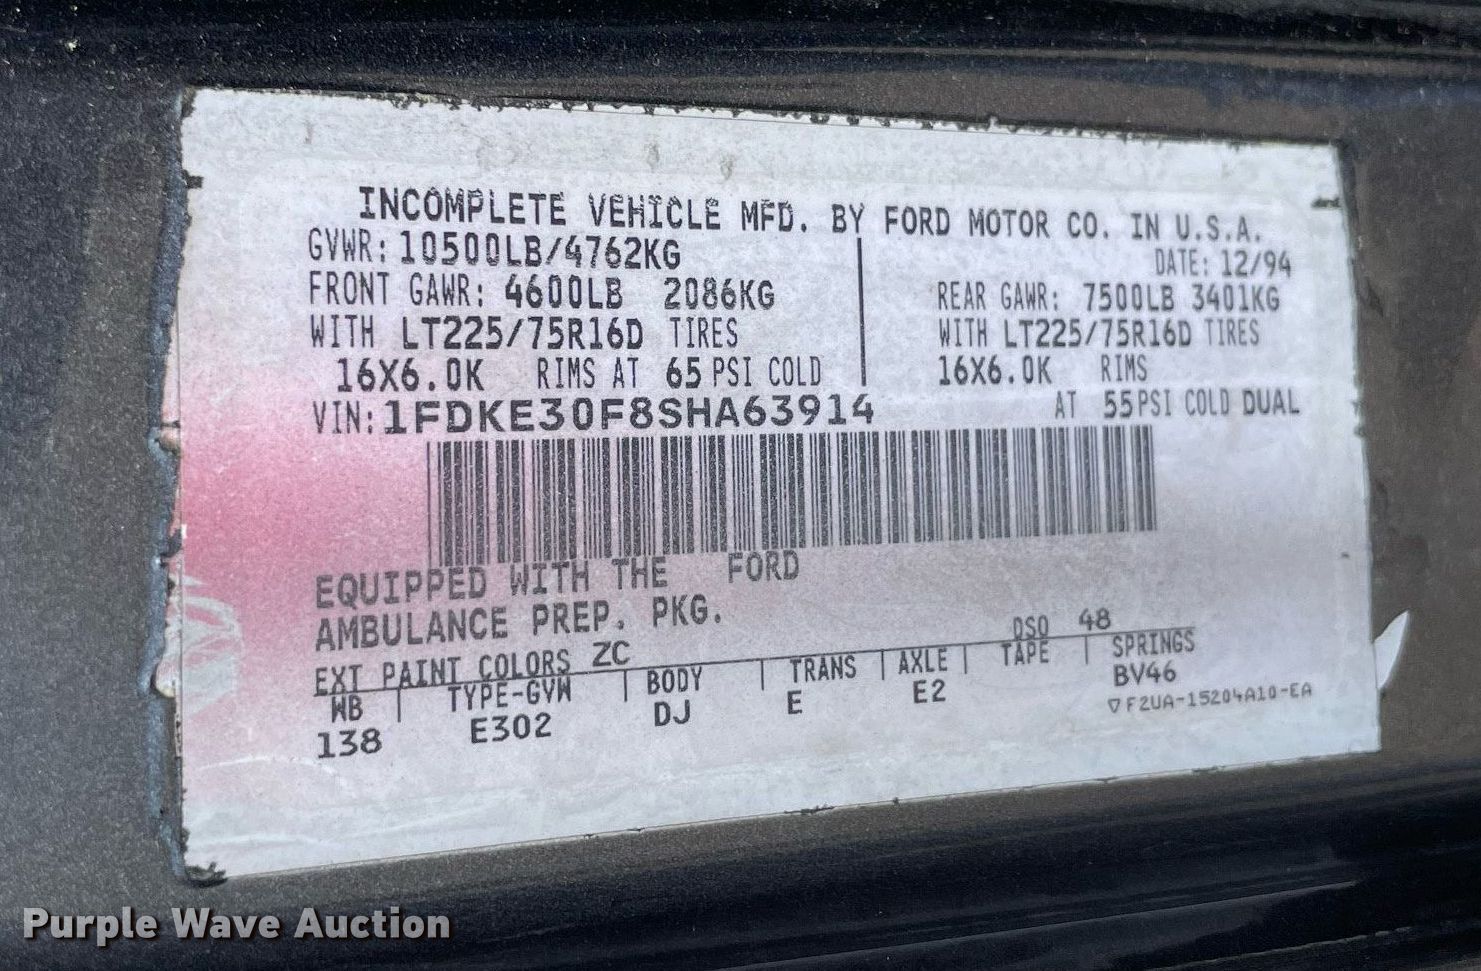 INCOMPLETE VEHICLE MFD. BY FORD MOTOR CO. IN U.S.A.
GVWR: 10500LB/4762KG
DATE: 12/94
FRONT GAWR: 4600LB 2086KG
REAR GAWR: 7500LB 3401KG
WITH LT225/75R16D TIRES
WITH LT225/75R16D TIRES
16X6.0K RIMS AT 65 PSI COLD
16X6.0K RIMS
VIN: 1FDKE30F8SHA63914
AT 55PSI COLD DUAL
EQUIPPED WITH THE FORD
AMBULANCE PREP. PKG.
EXT PAINT COLORS ZC
DSO 48
WB | TYPE-GVW | BODY | TRANS | AXLE | TAPE | SPRINGS
138 E302 DJ E E2 BV46
▽F2UA-15204A10-EA
Purple Wave Auction